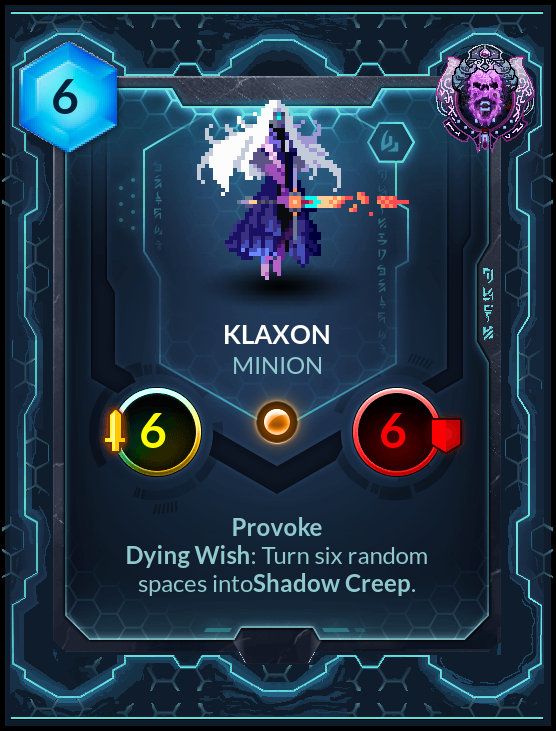 6
KLAXON
MINION
6
6
Provoke
Dying Wish: Turn six random
spaces intoShadow Creep.